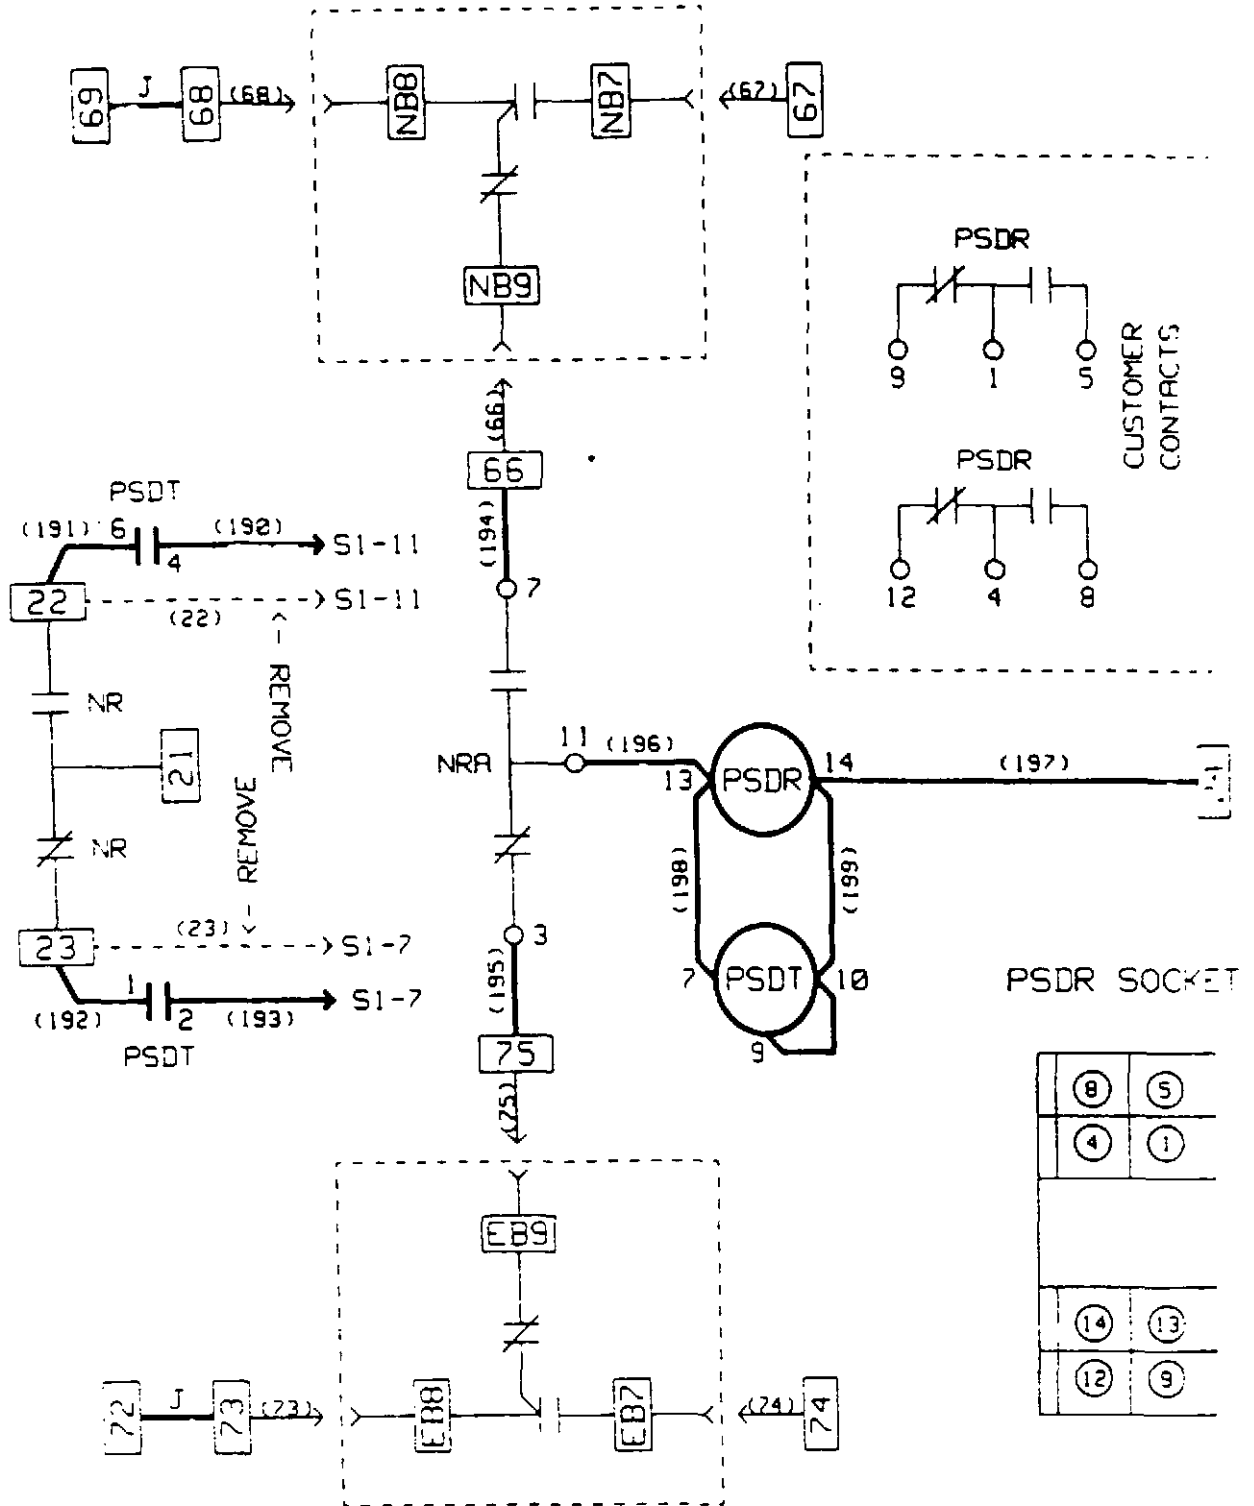 69 J 68 (68) NB8 NB7 (67) 67
NB9
(66)
66
(194)
7
PSDR
9 1 5
PSDR
12 4 8
CUSTOMER
CONTACTS
PSDT
(191) 6 4 (190) S1-11
22 (22) S1-11
<- REMOVE
NR
21
NR
<- REMOVE
23 (23) S1-7
(192) 1 2 (193) S1-7
PSDT
NRA 11 (196) 13 PSDR 14 (197)
(198) (199)
7 PSDT 10
9
3
(195)
75
(75)
EB9
72 J 73 (73) EB8 EB7 (74) 74
PSDR SOCKET
8 5
4 1
14 13
12 9